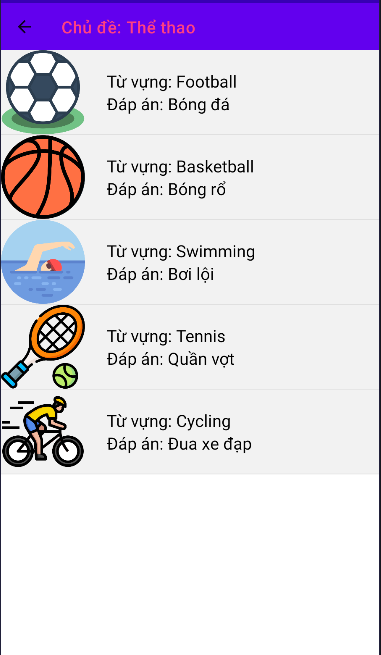 Chủ đề: Thể thao
Từ vựng: Football
Đáp án: Bóng đá
Từ vựng: Basketball
Đáp án: Bóng rổ
Từ vựng: Swimming
Đáp án: Bơi lội
Từ vựng: Tennis
Đáp án: Quần vợt
Từ vựng: Cycling
Đáp án: Đua xe đạp